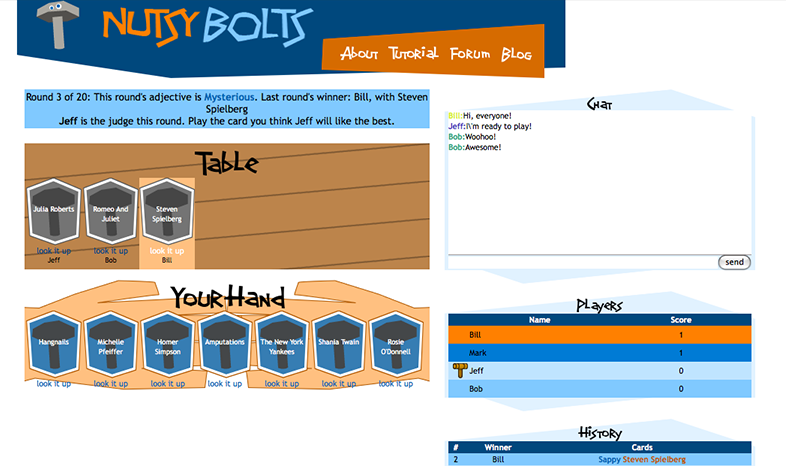 NUTSY BOLTS
About Tutorial Forum Blog
Round 3 of 20: This round's adjective is Mysterious. Last round's winner: Bill, with Steven
Spielberg
Jeff is the judge this round. Play the card you think Jeff will like the best.
Table
Julia Roberts
Romeo And
Juliet
Steven
Spielberg
look it up look it up look it up
Jeff Bob Bill
Your Hand
Hangnails
Michelle
Pfeiffer
Homer
Simpson
Amputations
The New York
Yankees
Shania Twain
Rosie
O'Donnell
look it up look it up look it up look it up look it up look it up look it up
Chat
Bill:Hi, everyone!
Jeff:I\'m ready to play!
Bob:Woohoo!
Bob:Awesome!
send
Players
Name Score
Bill 1
Mark 1
Jeff 0
Bob 0
History
# Winner Cards
2 Bill Sappy Steven Spielberg